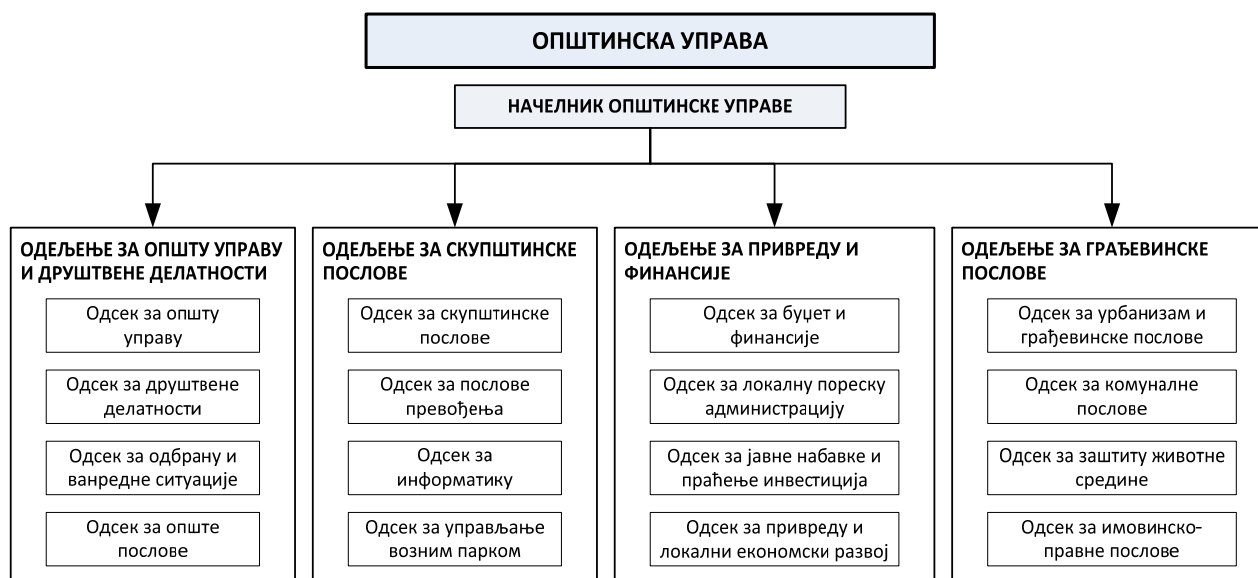 ОПШТИНСКА УПРАВА
НАЧЕЛНИК ОПШТИНСКЕ УПРАВЕ
ОДЕЉЕЊЕ ЗА ОПШТУ УПРАВУ
И ДРУШТВЕНЕ ДЕЛАТНОСТИ
Одсек за општу
управу
Одсек за друштвене
делатности
Одсек за одбрану и
ванредне ситуације
Одсек за опште
послове
ОДЕЉЕЊЕ ЗА СКУПШТИНСКЕ
ПОСЛОВЕ
Одсек за скупштинске
послове
Одсек за послове
превођења
Одсек за
информатику
Одсек за управљање
возним парком
ОДЕЉЕЊЕ ЗА ПРИВРЕДУ И
ФИНАНСИЈЕ
Одсек за буџет и
финансије
Одсек за локалну пореску
администрацију
Одсек за јавне набавке и
праћење инвестиција
Одсек за привреду и
локални економски развој
ОДЕЉЕЊЕ ЗА ГРАЂЕВИНСКЕ
ПОСЛОВЕ
Одсек за урбанизам и
грађевинске послове
Одсек за комуналне
послове
Одсек за заштиту животне
средине
Одсек за имовинско-
правне послове